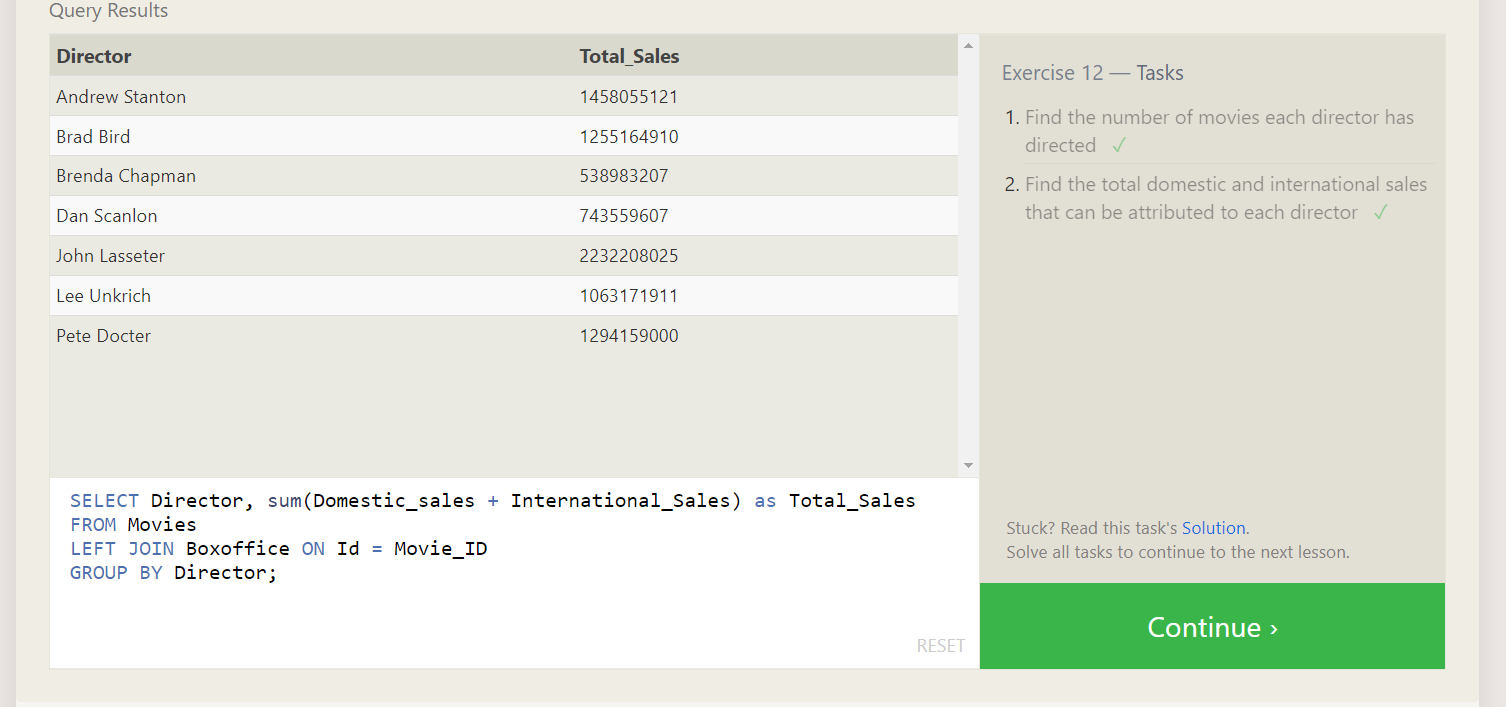 Query Results
Director Total_Sales
Andrew Stanton 1458055121
Brad Bird 1255164910
Brenda Chapman 538983207
Dan Scanlon 743559607
John Lasseter 2232208025
Lee Unkrich 1063171911
Pete Docter 1294159000
SELECT Director, sum(Domestic_sales + International_Sales) as Total_Sales
FROM Movies
LEFT JOIN Boxoffice ON Id = Movie_ID
GROUP BY Director;
RESET
Exercise 12 — Tasks
1. Find the number of movies each director has
directed ✓
2. Find the total domestic and international sales
that can be attributed to each director ✓
Stuck? Read this task's Solution.
Solve all tasks to continue to the next lesson.
Continue ›